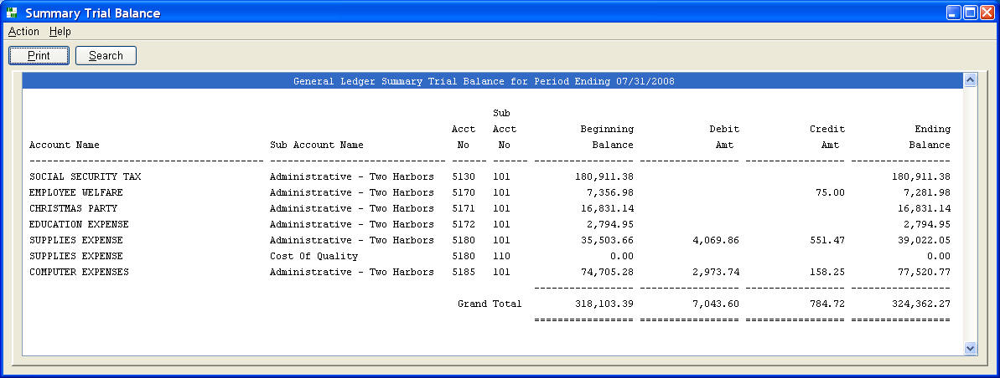 Summary Trial Balance
Action Help
Print Search
General Ledger Summary Trial Balance for Period Ending 07/31/2008
Sub
Acct Acct Beginning Debit Credit Ending
Account Name Sub Account Name No No Balance Amt Amt Balance
SOCIAL SECURITY TAX Administrative - Two Harbors 5130 101 180,911.38 180,911.38
EMPLOYEE WELFARE Administrative - Two Harbors 5170 101 7,356.98 75.00 7,281.98
CHRISTMAS PARTY Administrative - Two Harbors 5171 101 16,831.14 16,831.14
EDUCATION EXPENSE Administrative - Two Harbors 5172 101 2,794.95 2,794.95
SUPPLIES EXPENSE Administrative - Two Harbors 5180 101 35,503.66 4,069.86 551.47 39,022.05
SUPPLIES EXPENSE Cost Of Quality 5180 110 0.00 0.00
COMPUTER EXPENSES Administrative - Two Harbors 5185 101 74,705.28 2,973.74 158.25 77,520.77
Grand Total 318,103.39 7,043.60 784.72 324,362.27